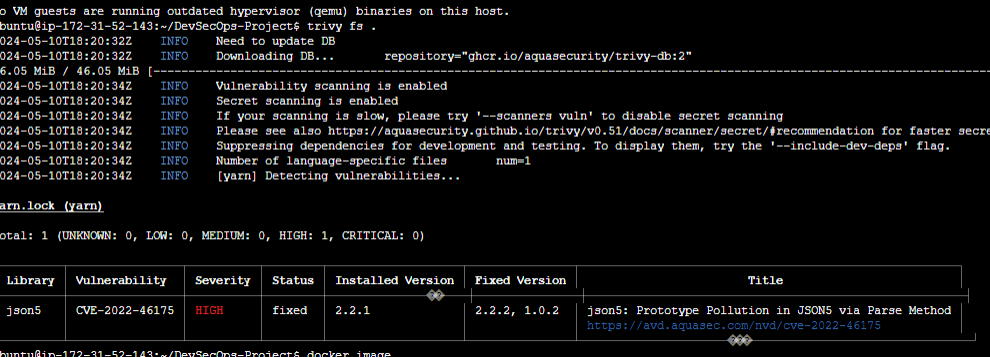 o VM guests are running outdated hypervisor (qemu) binaries on this host.
buntu@ip-172-31-52-143:~/DevSecOps-Project$ trivy fs .
024-05-10T18:20:32Z INFO Need to update DB
024-05-10T18:20:32Z INFO Downloading DB... repository="ghcr.io/aquasecurity/trivy-db:2"
6.05 MiB / 46.05 MiB [---
024-05-10T18:20:34Z INFO Vulnerability scanning is enabled
024-05-10T18:20:34Z INFO Secret scanning is enabled
024-05-10T18:20:34Z INFO If your scanning is slow, please try '--scanners vuln' to disable secret scanning
024-05-10T18:20:34Z INFO Please see also https://aquasecurity.github.io/trivy/v0.51/docs/scanner/secret/#recommendation for faster secre
024-05-10T18:20:34Z INFO Suppressing dependencies for development and testing. To display them, try the '--include-dev-deps' flag.
024-05-10T18:20:34Z INFO Number of language-specific files num=1
024-05-10T18:20:34Z INFO [yarn] Detecting vulnerabilities...
arn.lock (yarn)
otal: 1 (UNKNOWN: 0, LOW: 0, MEDIUM: 0, HIGH: 1, CRITICAL: 0)
Library Vulnerability Severity Status Installed Version Fixed Version Title
json5 CVE-2022-46175 HIGH fixed 2.2.1 2.2.2, 1.0.2 json5: Prototype Pollution in JSON5 via Parse Method
https://avd.aquasec.com/nvd/cve-2022-46175
buntu@ip-172-31-52-143:~/DevSecOps-Project$ docker image